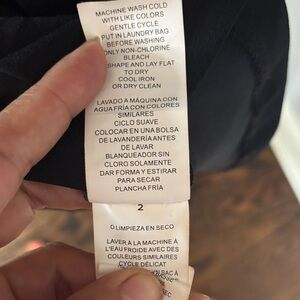 MACHINE WASH COLD
WITH LIKE COLORS
GENTLE CYCLE
PUT IN LAUNDRY BAG
BEFORE WASHING
ONLY NON-CHLORINE
BLEACH
SHAPE AND LAY FLAT
TO DRY
COOL IRON
OR DRY CLEAN
LAVADO A MÁQUINA CON
AGUA FRÍA CON COLORES
SIMILARES
CICLO SUAVE
COLOCAR EN UNA BOLSA
DE LAVANDERÍA ANTES
DE LAVAR
BLANQUEADOR SIN
CLORO SOLAMENTE
DAR FORMA Y ESTIRAR
PARA SECAR
PLANCHA FRÍA
2
O LIMPIEZA EN SECO
LAVER À LA MACHINE À
L'EAU FROIDE AVEC DES
COULEURS SIMILAIRES
CYCLE DÉLICAT
SAC À